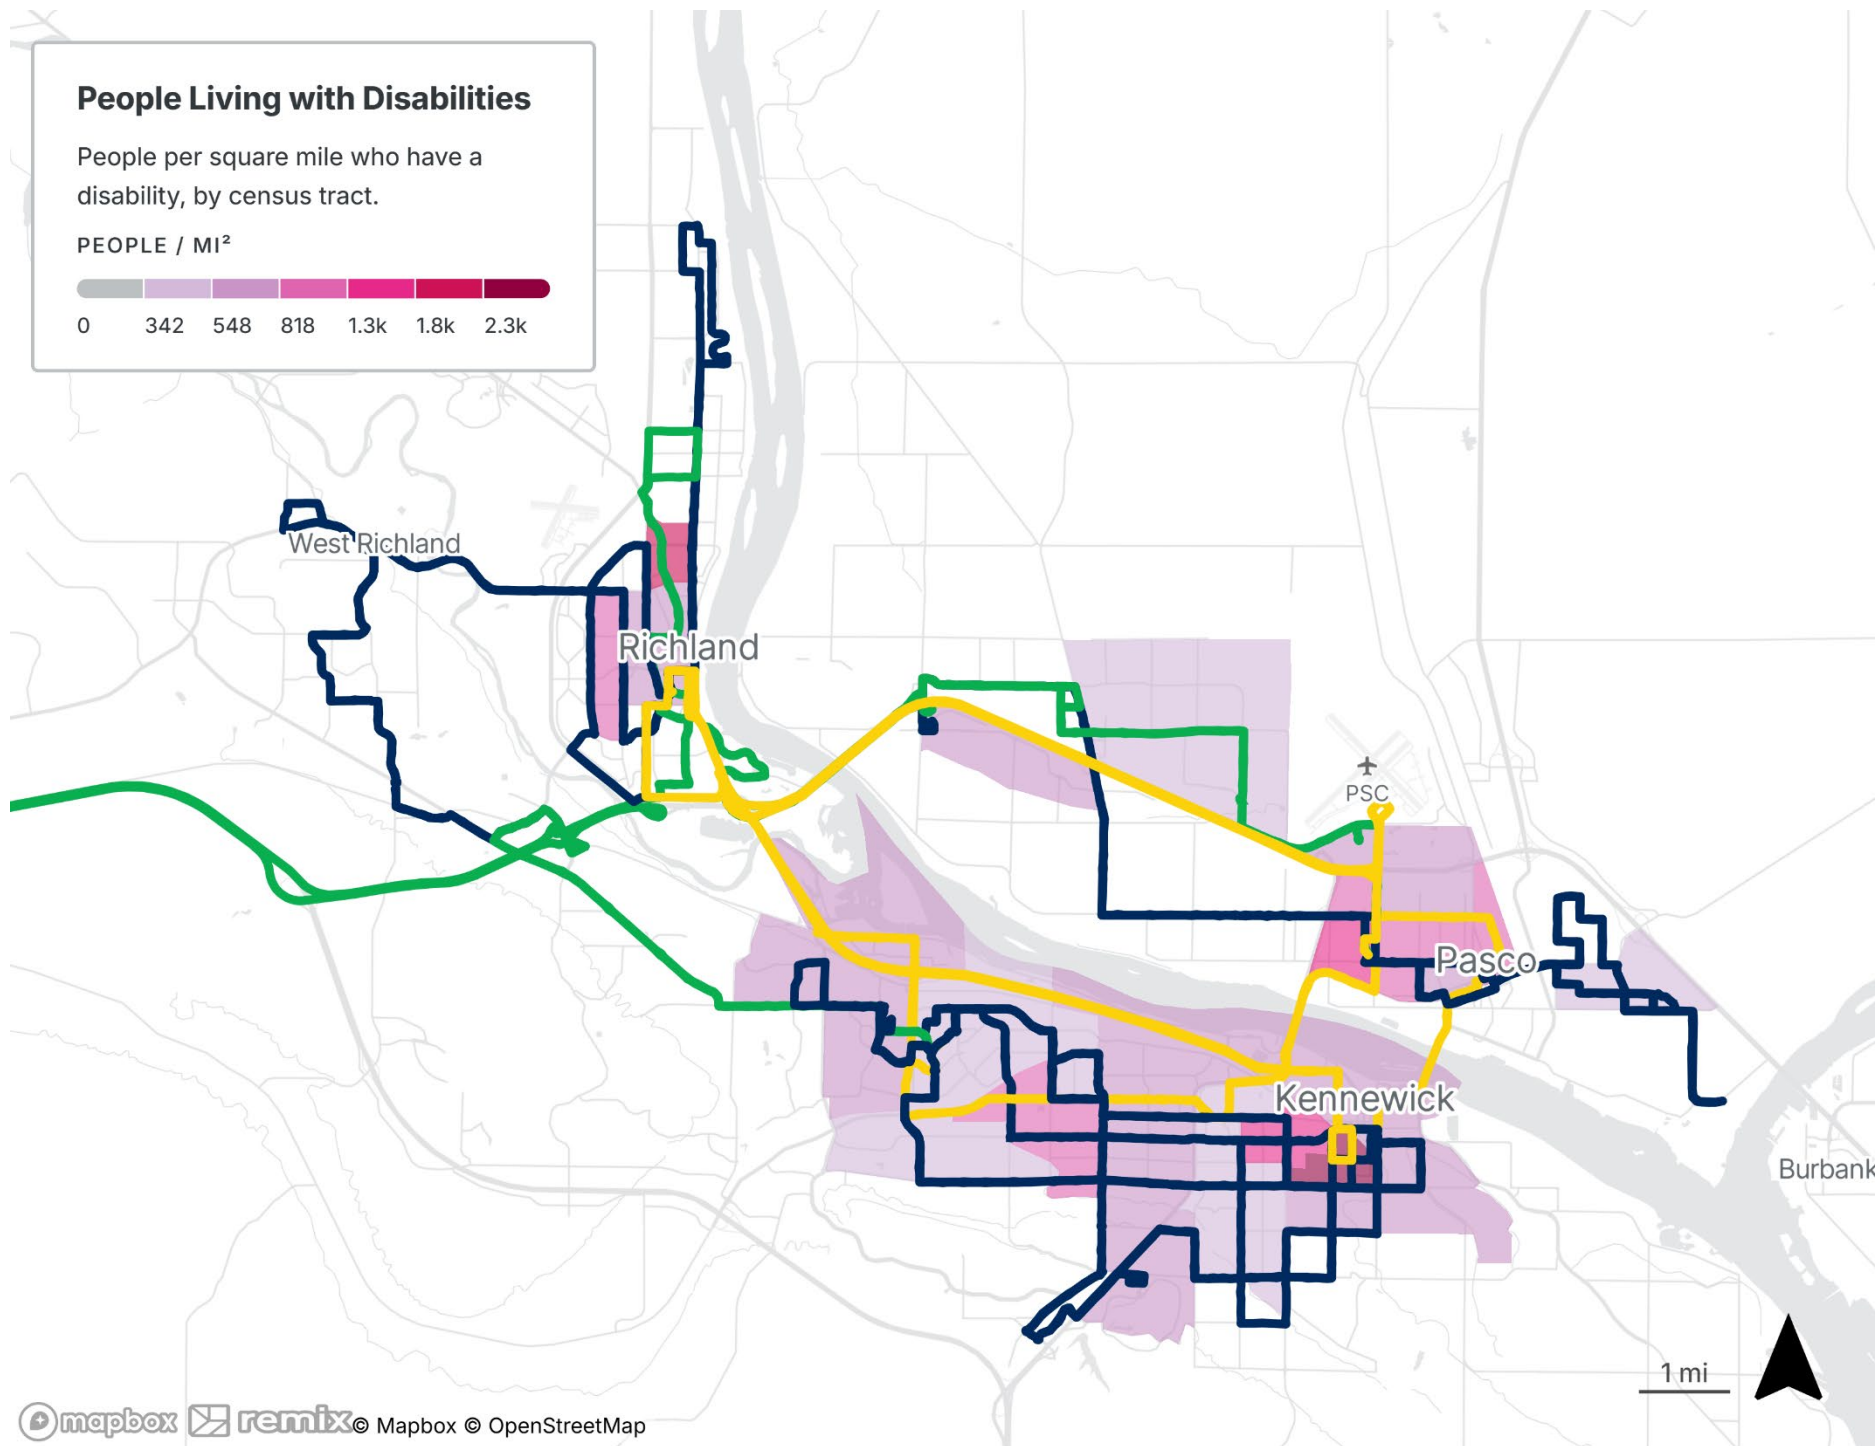 People Living with Disabilities
People per square mile who have a
disability, by census tract.
PEOPLE / MI²
0 342 548 818 1.3k 1.8k 2.3k
West Richland
Richland
PSC
Pasco
Kennewick
Burbank
1 mi
mapbox remix © Mapbox © OpenStreetMap